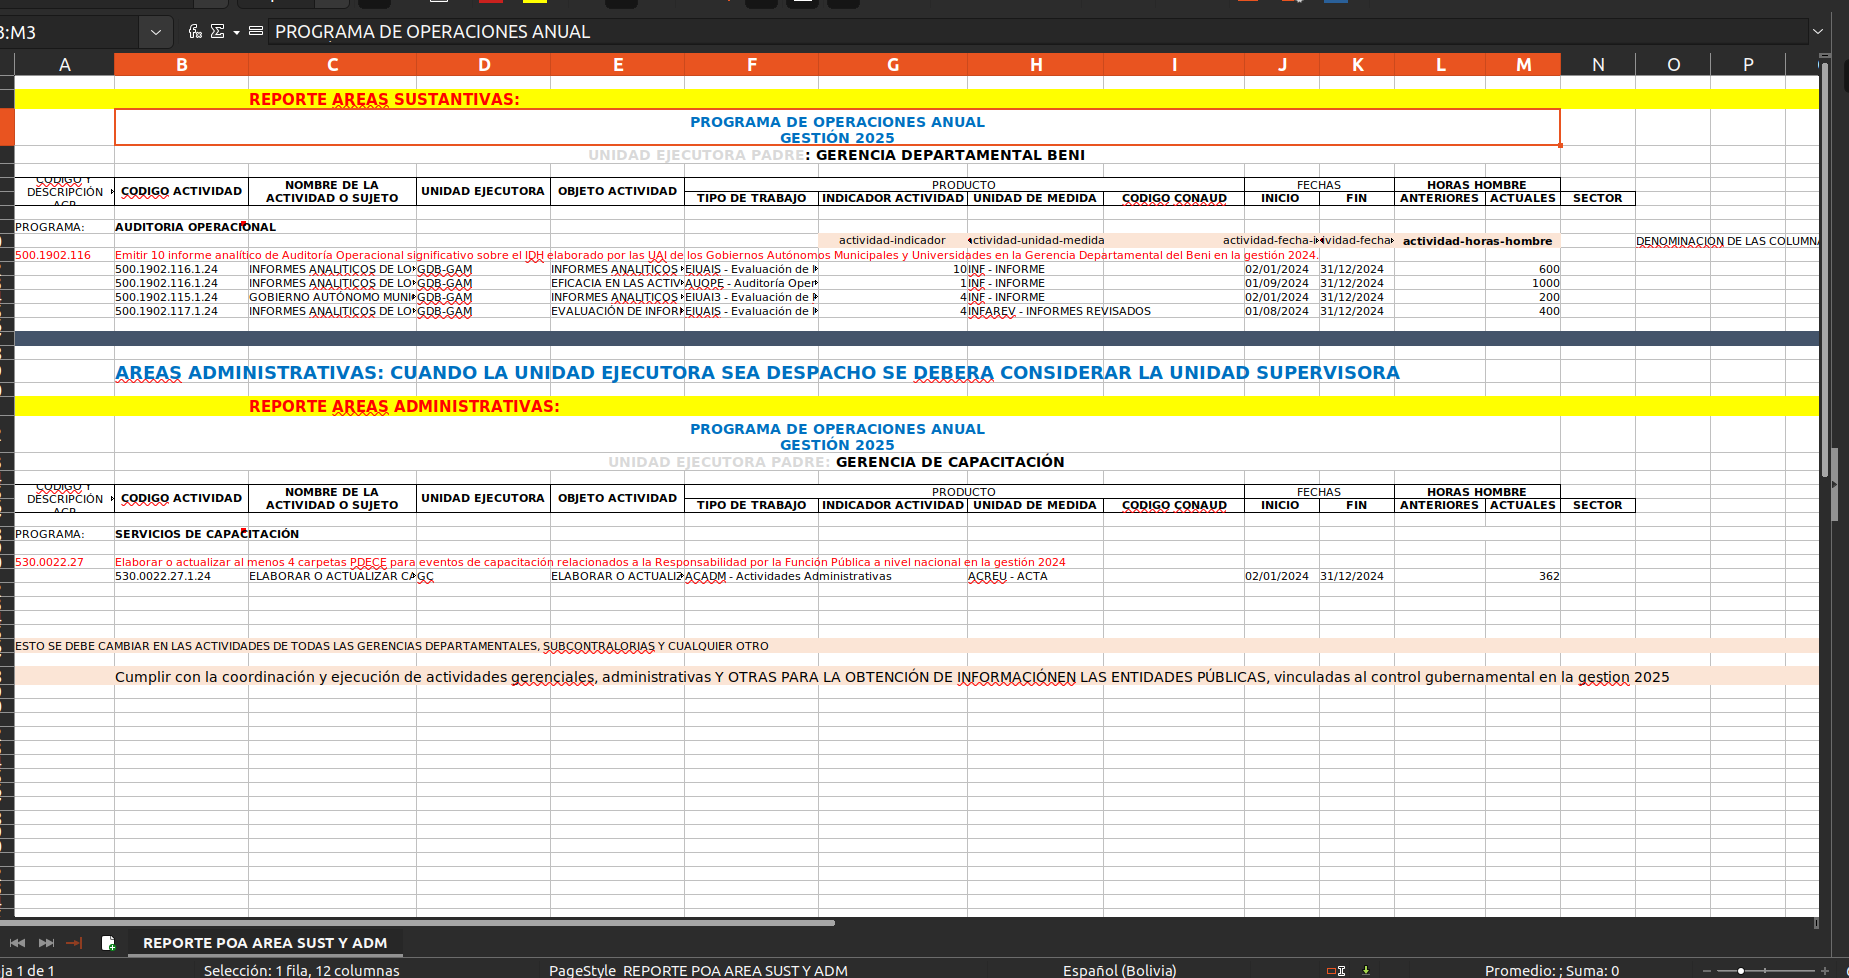 :M3 PROGRAMA DE OPERACIONES ANUAL
A B C D E F G H I J K L M N O P
REPORTE AREAS SUSTANTIVAS:
PROGRAMA DE OPERACIONES ANUAL
GESTIÓN 2025
UNIDAD EJECUTORA PADRE: GERENCIA DEPARTAMENTAL BENI
CODIGO Y DESCRIPCIÓN ACP CODIGO ACTIVIDAD NOMBRE DE LA ACTIVIDAD O SUJETO UNIDAD EJECUTORA OBJETO ACTIVIDAD PRODUCTO FECHAS HORAS HOMBRE
TIPO DE TRABAJO INDICADOR ACTIVIDAD UNIDAD DE MEDIDA CODIGO CONAUD INICIO FIN ANTERIORES ACTUALES SECTOR
PROGRAMA: AUDITORIA OPERACIONAL
actividad-indicador ctividad-unidad-medida actividad-fecha-i ividad-fecha actividad-horas-hombre DENOMINACION DE LAS COLUMNA
500.1902.116 Emitir 10 informe analítico de Auditoría Operacional significativo sobre el IDH elaborado por las UAI de los Gobiernos Autónomos Municipales y Universidades en la Gerencia Departamental del Beni en la gestión 2024.
500.1902.116.1.24 INFORMES ANALITICOS DE LO GDB-GAM INFORMES ANALITICOS EIUAIS - Evaluación de I 10 INF - INFORME 02/01/2024 31/12/2024 600
500.1902.116.1.24 INFORMES ANALITICOS DE LO GDB-GAM EFICACIA EN LAS ACTIV AUOPE - Auditoría Oper 1 INF - INFORME 01/09/2024 31/12/2024 1000
500.1902.115.1.24 GOBIERNO AUTÓNOMO MUNI GDB-GAM INFORMES ANALITICOS EIUAI3 - Evaluación de I 4 INF - INFORME 02/01/2024 31/12/2024 200
500.1902.117.1.24 INFORMES ANALITICOS DE LO GDB-GAM EVALUACIÓN DE INFOR EIUAIS - Evaluación de I 4 INFAREV - INFORMES REVISADOS 01/08/2024 31/12/2024 400
AREAS ADMINISTRATIVAS: CUANDO LA UNIDAD EJECUTORA SEA DESPACHO SE DEBERA CONSIDERAR LA UNIDAD SUPERVISORA
REPORTE AREAS ADMINISTRATIVAS:
PROGRAMA DE OPERACIONES ANUAL
GESTIÓN 2025
UNIDAD EJECUTORA PADRE: GERENCIA DE CAPACITACIÓN
CODIGO Y DESCRIPCIÓN ACP CODIGO ACTIVIDAD NOMBRE DE LA ACTIVIDAD O SUJETO UNIDAD EJECUTORA OBJETO ACTIVIDAD PRODUCTO FECHAS HORAS HOMBRE
TIPO DE TRABAJO INDICADOR ACTIVIDAD UNIDAD DE MEDIDA CODIGO CONAUD INICIO FIN ANTERIORES ACTUALES SECTOR
PROGRAMA: SERVICIOS DE CAPACITACIÓN
530.0022.27 Elaborar o actualizar al menos 4 carpetas PDECE para eventos de capacitación relacionados a la Responsabilidad por la Función Pública a nivel nacional en la gestión 2024
530.0022.27.1.24 ELABORAR O ACTUALIZAR CA GC ELABORAR O ACTUALIZ ACADM - Actividades Administrativas ACREU - ACTA 02/01/2024 31/12/2024 362
ESTO SE DEBE CAMBIAR EN LAS ACTIVIDADES DE TODAS LAS GERENCIAS DEPARTAMENTALES, SUBCONTRALORIAS Y CUALQUIER OTRO
Cumplir con la coordinación y ejecución de actividades gerenciales, administrativas Y OTRAS PARA LA OBTENCIÓN DE INFORMACIÓNEN LAS ENTIDADES PÚBLICAS, vinculadas al control gubernamental en la gestion 2025
REPORTE POA AREA SUST Y ADM
ja 1 de 1 Selección: 1 fila, 12 columnas PageStyle_REPORTE POA AREA SUST Y ADM Español (Bolivia) Promedio: ; Suma: 0